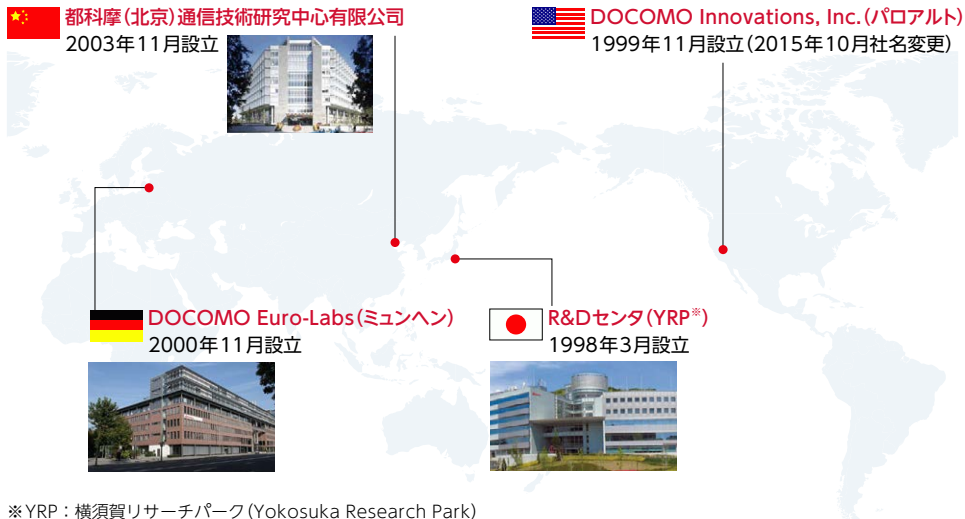 都科摩(北京)通信技術研究中心有限公司
2003年11月設立
DOCOMO Innovations, Inc.(パロアルト)
1999年11月設立(2015年10月社名変更)
DOCOMO Euro-Labs(ミュンヘン)
2000年11月設立
R&Dセンタ(YRP※)
1998年3月設立
※YRP:横須賀リサーチパーク(Yokosuka Research Park)